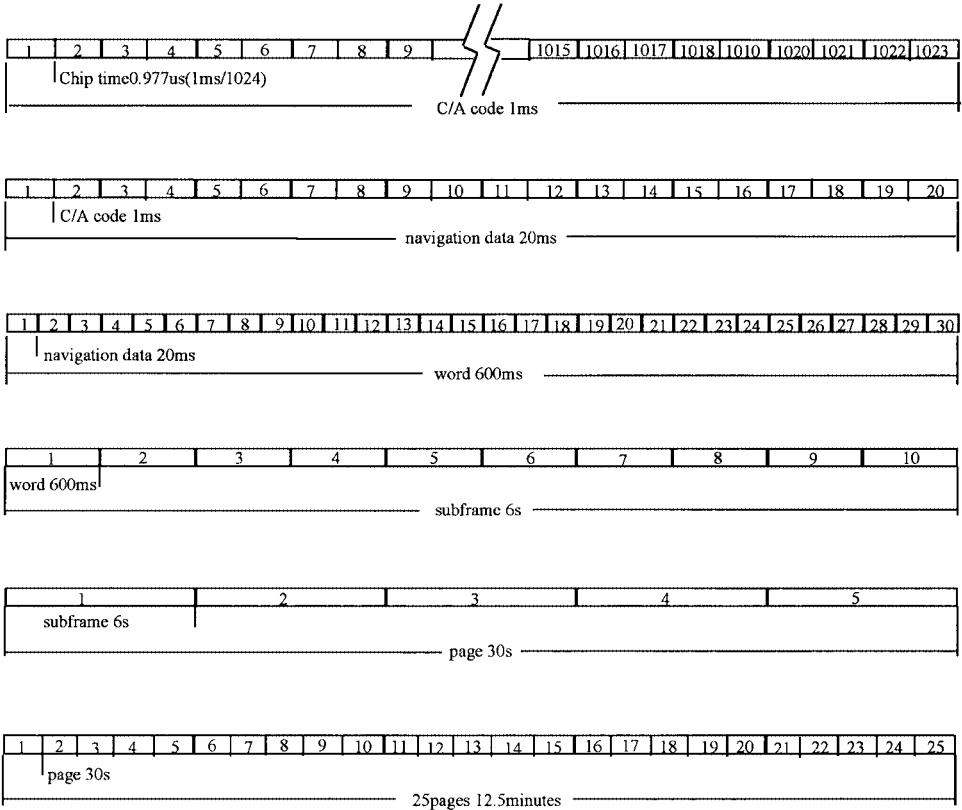 1 2 3 4 5 6 7 8 9 1015 1016 1017 1018 1010 1020 1021 1022 1023
Chip time0.977us(1ms/1024)
C/A code 1ms
1 2 3 4 5 6 7 8 9 10 11 12 13 14 15 16 17 18 19 20
C/A code 1ms
navigation data 20ms
1 2 3 4 5 6 7 8 9 10 11 12 13 14 15 16 17 18 19 20 21 22 23 24 25 26 27 28 29 30
navigation data 20ms
word 600ms
1 2 3 4 5 6 7 8 9 10
word 600ms
subframe 6s
1 2 3 4 5
subframe 6s
page 30s
1 2 3 4 5 6 7 8 9 10 11 12 13 14 15 16 17 18 19 20 21 22 23 24 25
page 30s
25pages 12.5minutes